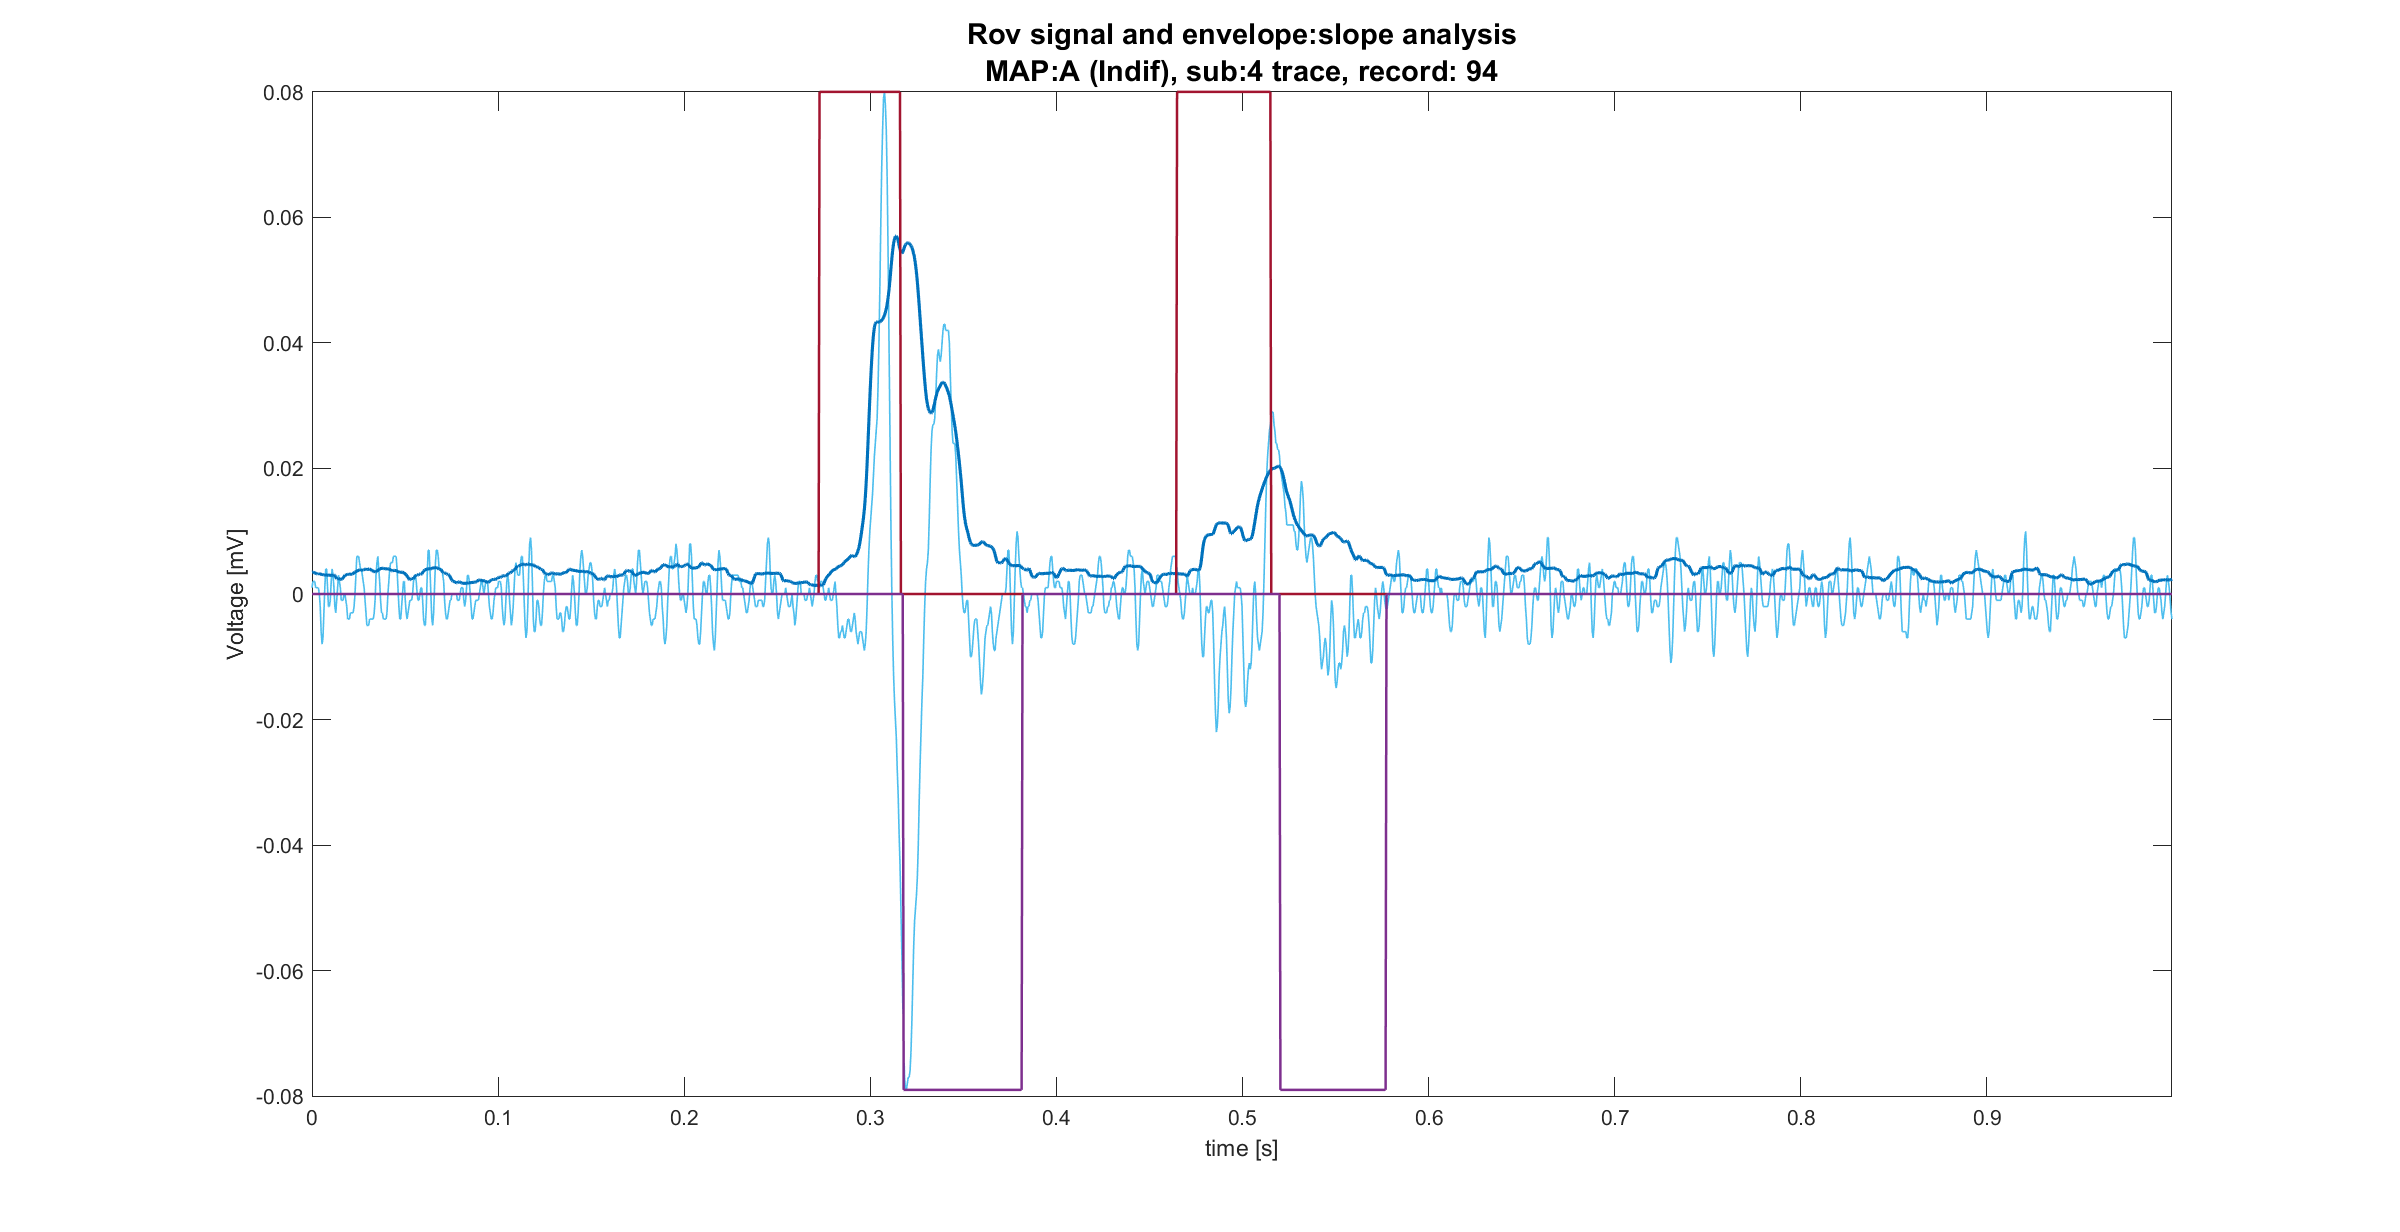 Rov signal and envelope:slope analysis
MAP:A (Indif), sub:4 trace, record: 94
0.08
0.06
0.04
0.02
0
-0.02
-0.04
-0.06
-0.08
Voltage [mV]
0 0.1 0.2 0.3 0.4 0.5 0.6 0.7 0.8 0.9
time [s]